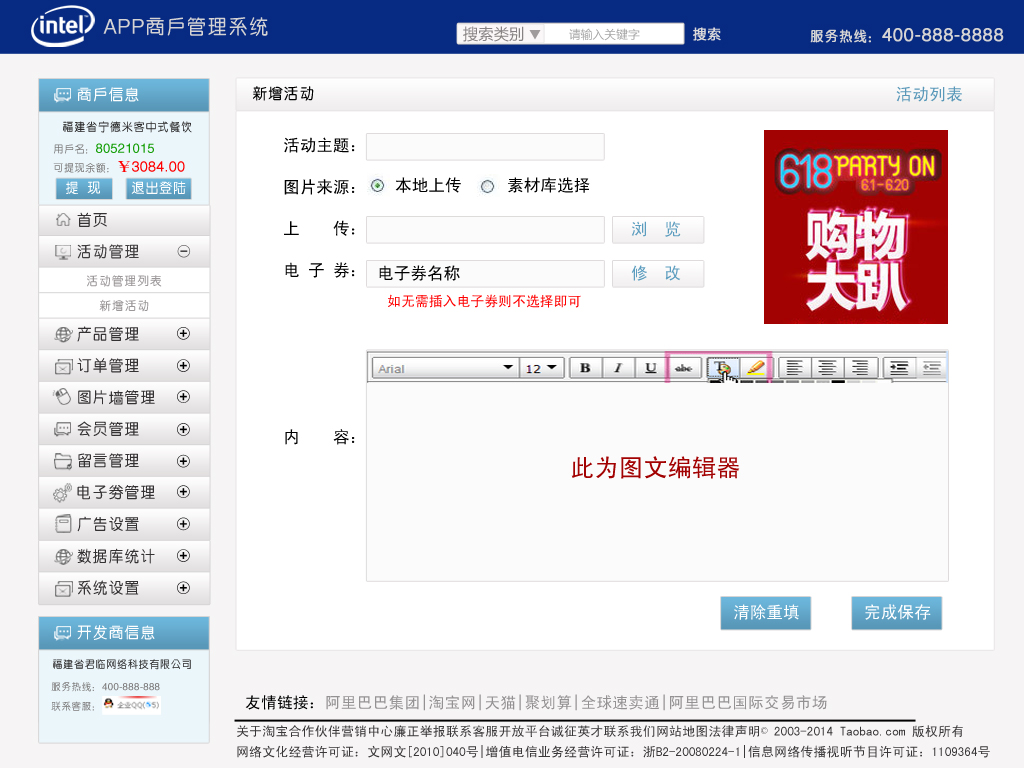 intel APP商戶管理系统
搜索类别▼ 请输入关键字 搜索
服务热线：400-888-8888
商戶信息
福建省宁德米客中式餐饮
用戶名：80521015
可提现余额：￥3084.00
提 现 退出登陆
首页
活动管理
活动管理列表
新增活动
产品管理
订单管理
图片墙管理
会员管理
留言管理
电子券管理
广告设置
数据库统计
系统设置
开发商信息
福建省君临网络科技有限公司
服务热线：400-888-888
联系客服：企业QQ(营5)
新增活动 活动列表
活动主题：
图片来源： 本地上传 素材库选择
上 传： 浏 览
电 子 券： 电子券名称 修 改
如无需插入电子券则不选择即可
618 PARTY ON
6.1-6.20
购物
大趴
Arial 12 B I U abc T
内 容：
此为图文编辑器
清除重填 完成保存
友情链接：阿里巴巴集团|淘宝网|天猫|聚划算|全球速卖通|阿里巴巴国际交易市场
关于淘宝合作伙伴营销中心廉正举报联系客服开放平台诚征英才联系我们网站地图法律声明© 2003-2014 Taobao.com 版权所有
网络文化经营许可证：文网文[2010]040号|增值电信业务经营许可证：浙B2-20080224-1|信息网络传播视听节目许可证：1109364号